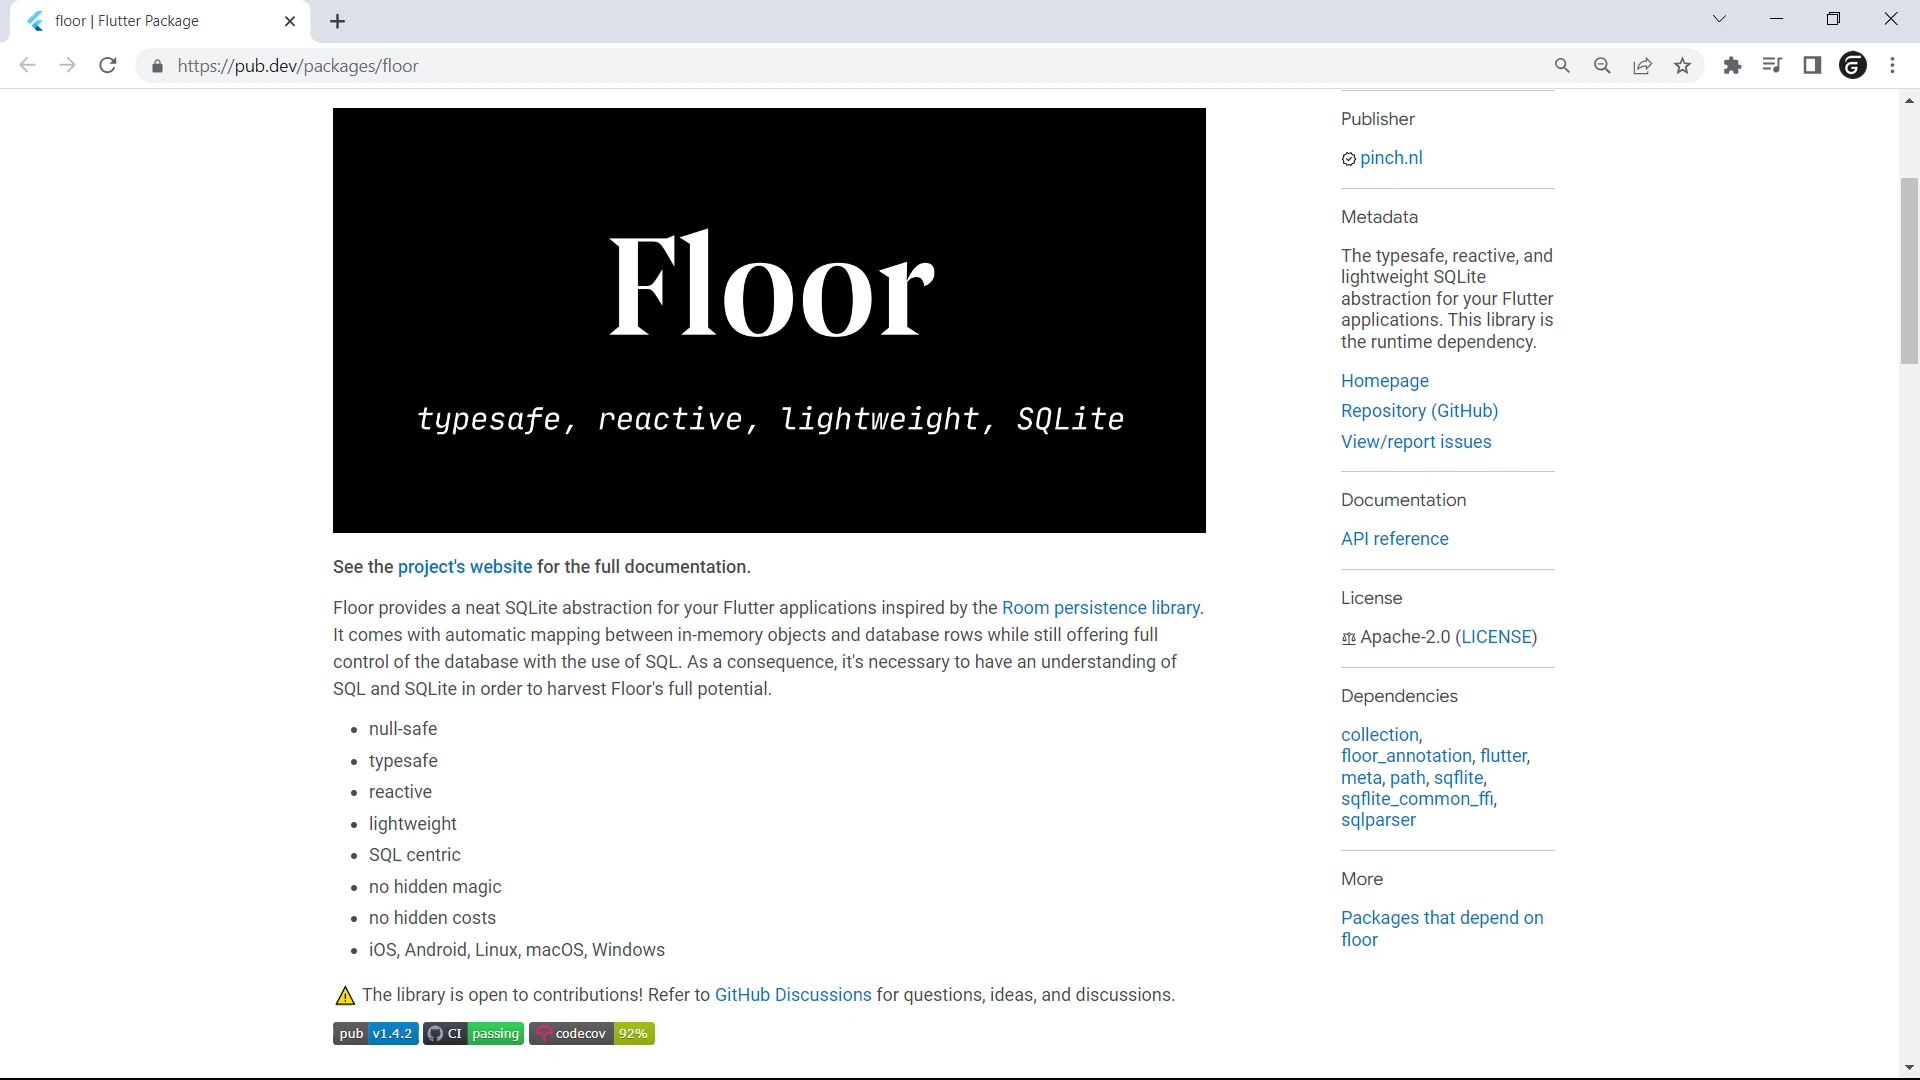 floor | Flutter Package
https://pub.dev/packages/floor
Floor
typesafe, reactive, lightweight, SQLite
See the project's website for the full documentation.
Floor provides a neat SQLite abstraction for your Flutter applications inspired by the Room persistence library.
It comes with automatic mapping between in-memory objects and database rows while still offering full
control of the database with the use of SQL. As a consequence, it's necessary to have an understanding of
SQL and SQLite in order to harvest Floor's full potential.
• null-safe
• typesafe
• reactive
• lightweight
• SQL centric
• no hidden magic
• no hidden costs
• iOS, Android, Linux, macOS, Windows
⚠ The library is open to contributions! Refer to GitHub Discussions for questions, ideas, and discussions.
pub v1.4.2 CI passing codecov 92%
Publisher
pinch.nl
Metadata
The typesafe, reactive, and
lightweight SQLite
abstraction for your Flutter
applications. This library is
the runtime dependency.
Homepage
Repository (GitHub)
View/report issues
Documentation
API reference
License
Apache-2.0 (LICENSE)
Dependencies
collection,
floor_annotation, flutter,
meta, path, sqflite,
sqflite_common_ffi,
sqlparser
More
Packages that depend on
floor